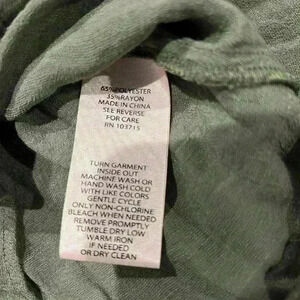 65%POLYESTER
35%RAYON
MADE IN CHINA
SEE REVERSE
FOR CARE
RN 103715
TURN GARMENT
INSIDE OUT
MACHINE WASH OR
HAND WASH COLD
WITH LIKE COLORS
GENTLE CYCLE
ONLY NON-CHLORINE
BLEACH WHEN NEEDED
REMOVE PROMPTLY
TUMBLE DRY LOW
WARM IRON
IF NEEDED
OR DRY CLEAN